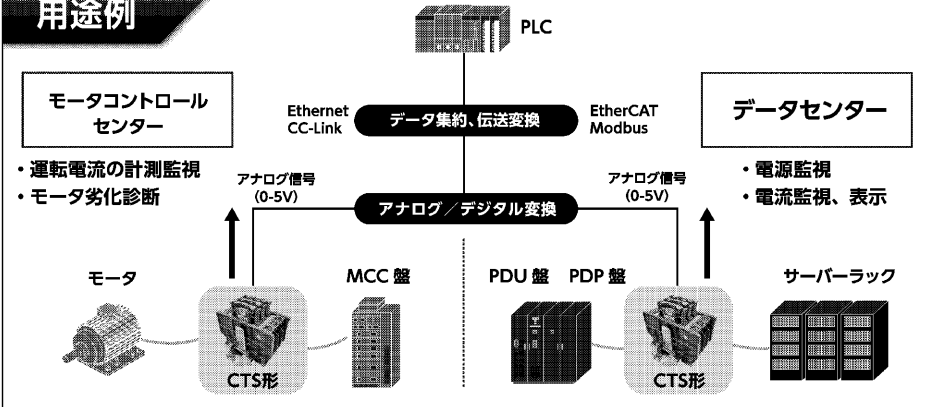 用途例
PLC
モータコントロール
センター
Ethernet
CC-Link
データ集約、伝送変換
EtherCAT
Modbus
データセンター
・運転電流の計測監視
・モータ劣化診断
アナログ信号
(0-5V)
アナログ／デジタル変換
アナログ信号
(0-5V)
・電源監視
・電流監視、表示
モータ
MCC 盤
PDU 盤
PDP 盤
サーバーラック
CTS形
CTS形